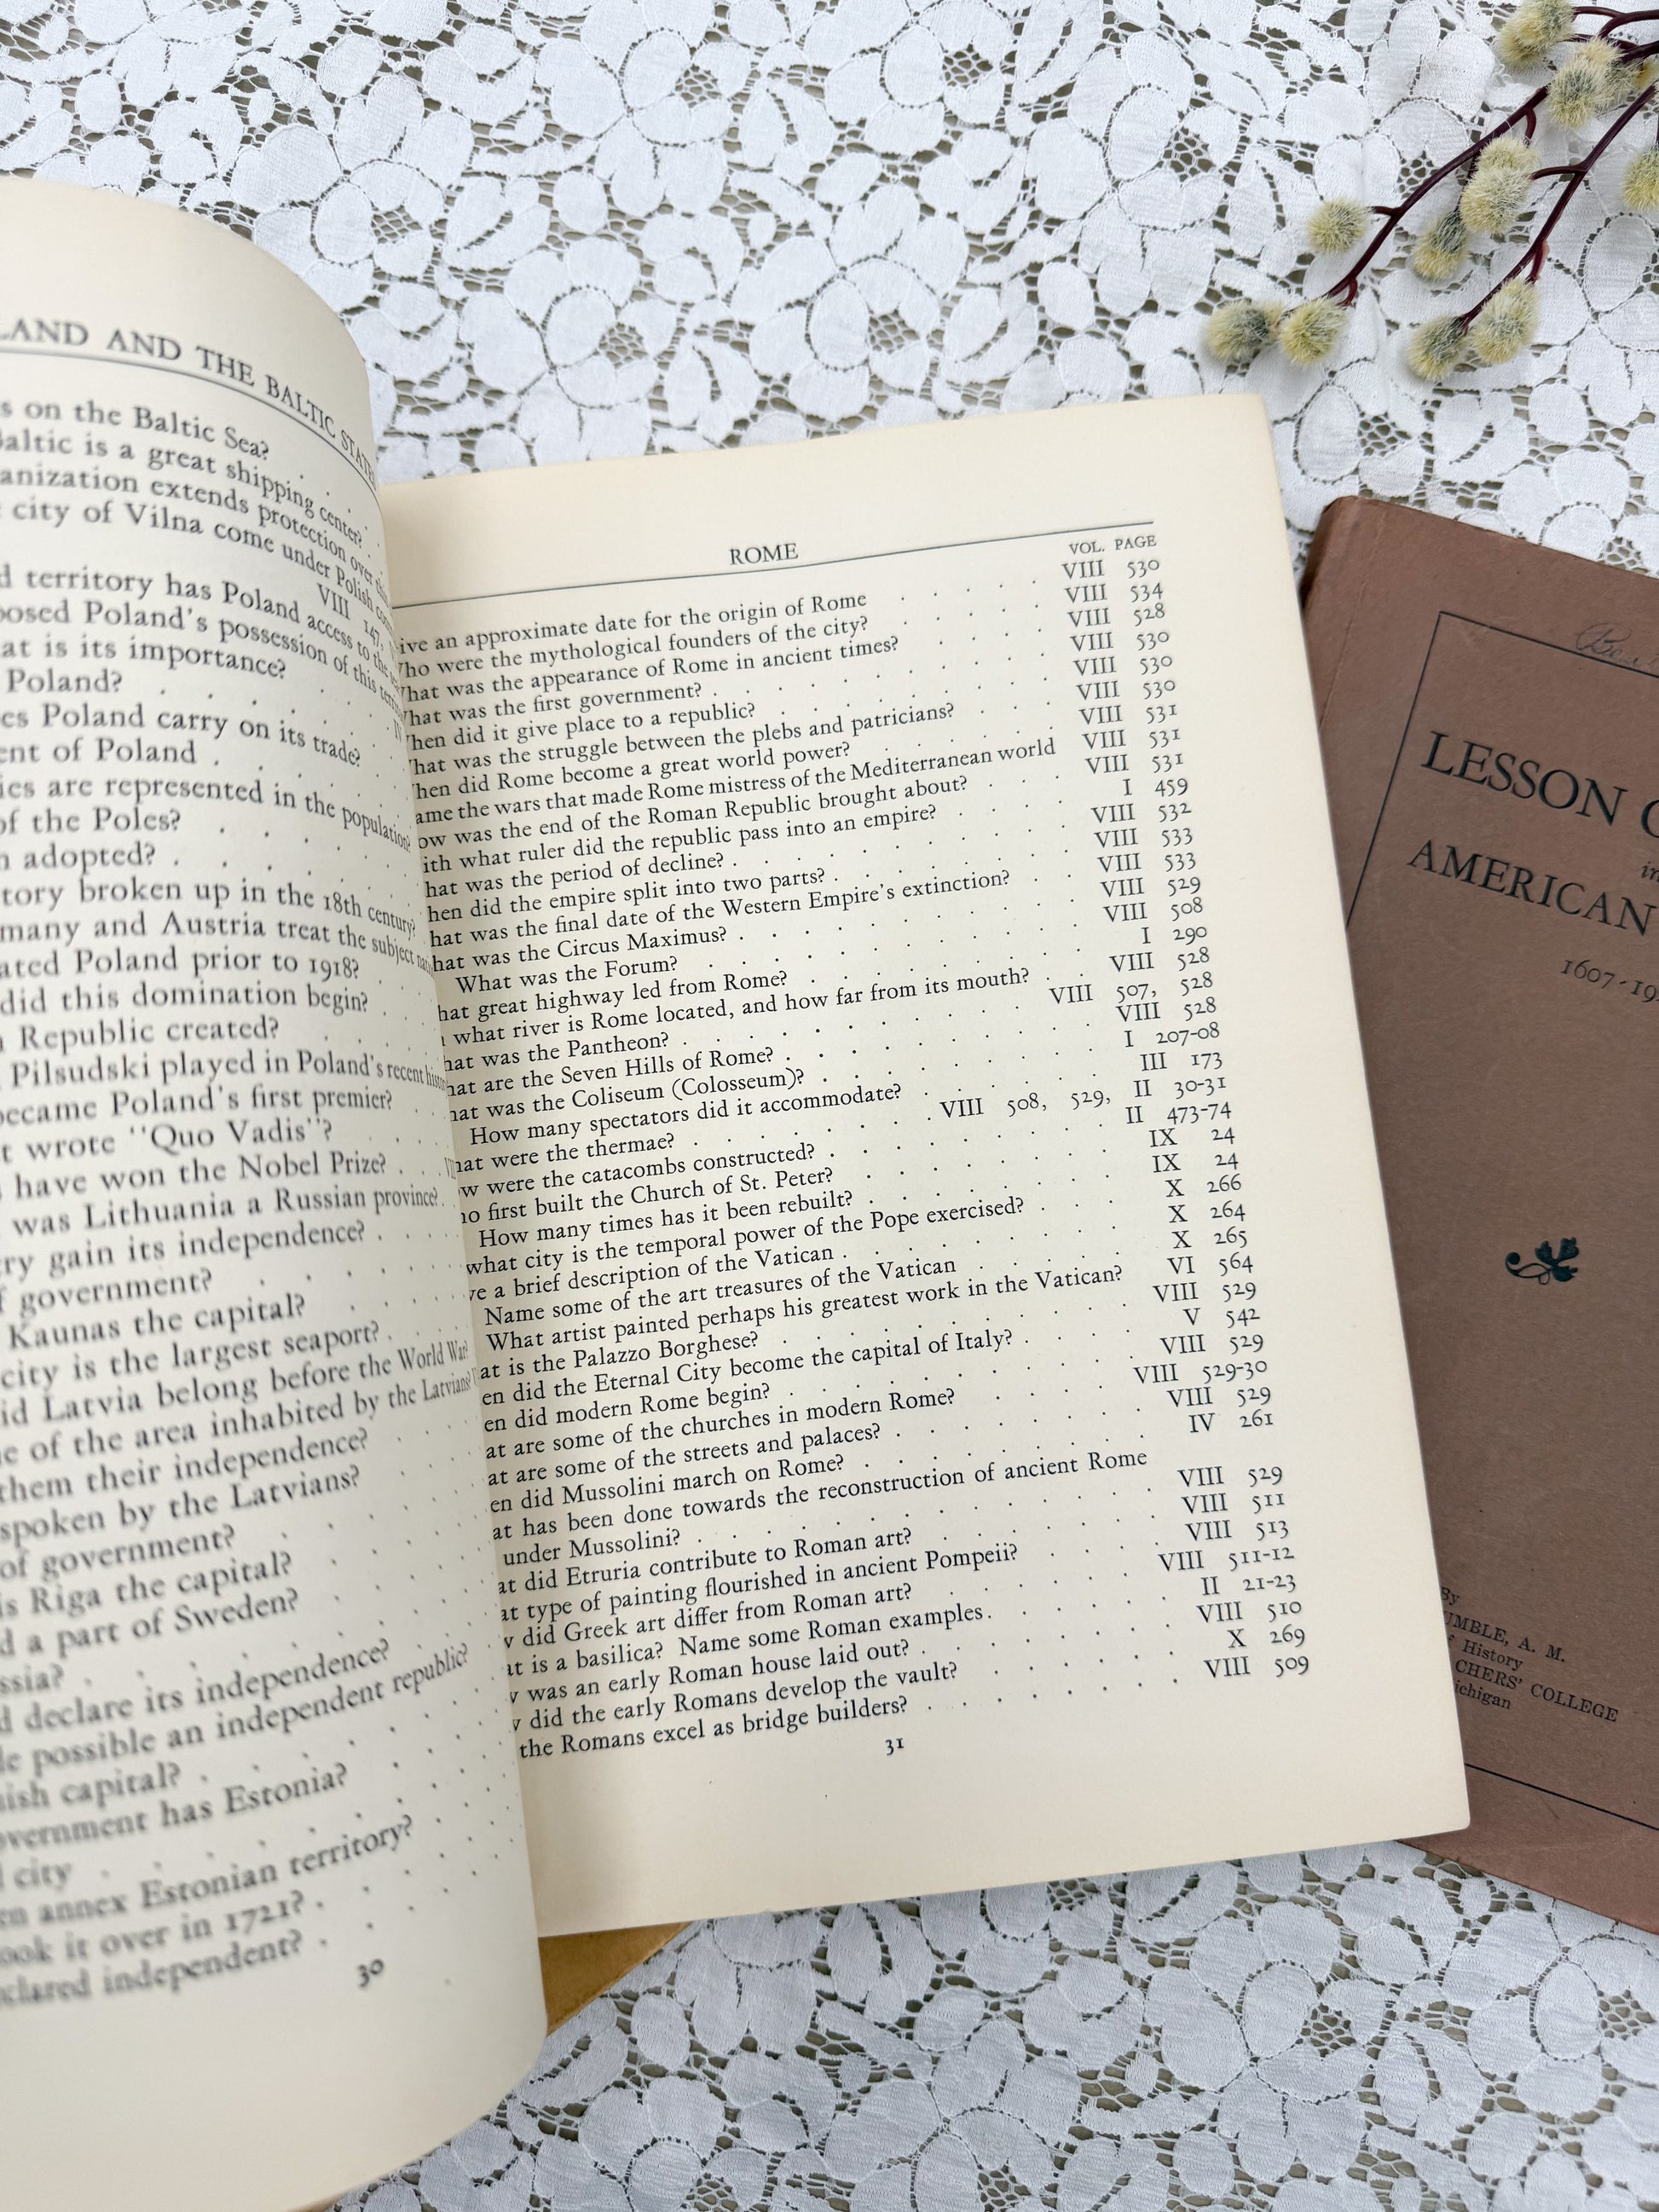 LAND AND THE BALTIC STATES
s on the Baltic Sea?
Baltic is a great shipping center?
anization extends protection over
city of Vilna come under Polish
VIII 147,
d territory has Poland access to the
posed Poland's possession of this
at is its importance?
Poland?
es Poland carry on its trade?
ent of Poland
ies are represented in the population?
of the Poles?
n adopted?
tory broken up in the 18th century?
many and Austria treat the subject
ated Poland prior to 1918?
did this domination begin?
Republic created?
Pilsudski played in Poland's recent
became Poland's first premier?
t wrote "Quo Vadis"?
have won the Nobel Prize?
was Lithuania a Russian province?
ry gain its independence?
f government?
Kaunas the capital?
city is the largest seaport?
id Latvia belong before the World War?
e of the area inhabited by the Latvians?
them their independence?
spoken by the Latvians?
of government?
is Riga the capital?
d a part of Sweden?
ssia?
d declare its independence?
le possible an independent republic?
ish capital?
overnment has Estonia?
city
en annex Estonian territory?
ook it over in 1721?
eclared independent?
30
ROME
VOL. PAGE
ive an approximate date for the origin of Rome VIII 530
ho were the mythological founders of the city? VIII 534
hat was the appearance of Rome in ancient times? VIII 528
hat was the first government? VIII 530
hen did it give place to a republic? VIII 530
hat was the struggle between the plebs and patricians? VIII 530
hen did Rome become a great world power? VIII 531
ame the wars that made Rome mistress of the Mediterranean world VIII 531
ow was the end of the Roman Republic brought about? VIII 531
ith what ruler did the republic pass into an empire? I 459
hat was the period of decline? VIII 532
hen did the empire split into two parts? VIII 533
hat was the final date of the Western Empire's extinction? VIII 533
hat was the Circus Maximus? VIII 529
What was the Forum? VIII 508
hat great highway led from Rome? I 290
what river is Rome located, and how far from its mouth? VIII 528
hat was the Pantheon? VIII 507, 528
hat are the Seven Hills of Rome? VIII 528
hat was the Coliseum (Colosseum)? I 207-08
How many spectators did it accommodate? III 173
hat were the thermae? VIII 508, 529, II 30-31
ow were the catacombs constructed? II 473-74
ho first built the Church of St. Peter? IX 24
How many times has it been rebuilt? IX 24
what city is the temporal power of the Pope exercised? X 266
ve a brief description of the Vatican X 264
Name some of the art treasures of the Vatican X 265
What artist painted perhaps his greatest work in the Vatican? VI 564
at is the Palazzo Borghese? VIII 529
en did the Eternal City become the capital of Italy? V 542
en did modern Rome begin? VIII 529
at are some of the churches in modern Rome? VIII 529-30
at are some of the streets and palaces? VIII 529
en did Mussolini march on Rome? IV 261
at has been done towards the reconstruction of ancient Rome
under Mussolini? VIII 529
at did Etruria contribute to Roman art? VIII 511
at type of painting flourished in ancient Pompeii? VIII 513
w did Greek art differ from Roman art? VIII 511-12
at is a basilica? Name some Roman examples. II 21-23
w was an early Roman house laid out? VIII 510
w did the early Romans develop the vault? X 269
the Romans excel as bridge builders? VIII 509
31
LESSON
in
AMERICAN
1607-19
By
UMBLE, A. M.
f History
CHERS' COLLEGE
ichigan